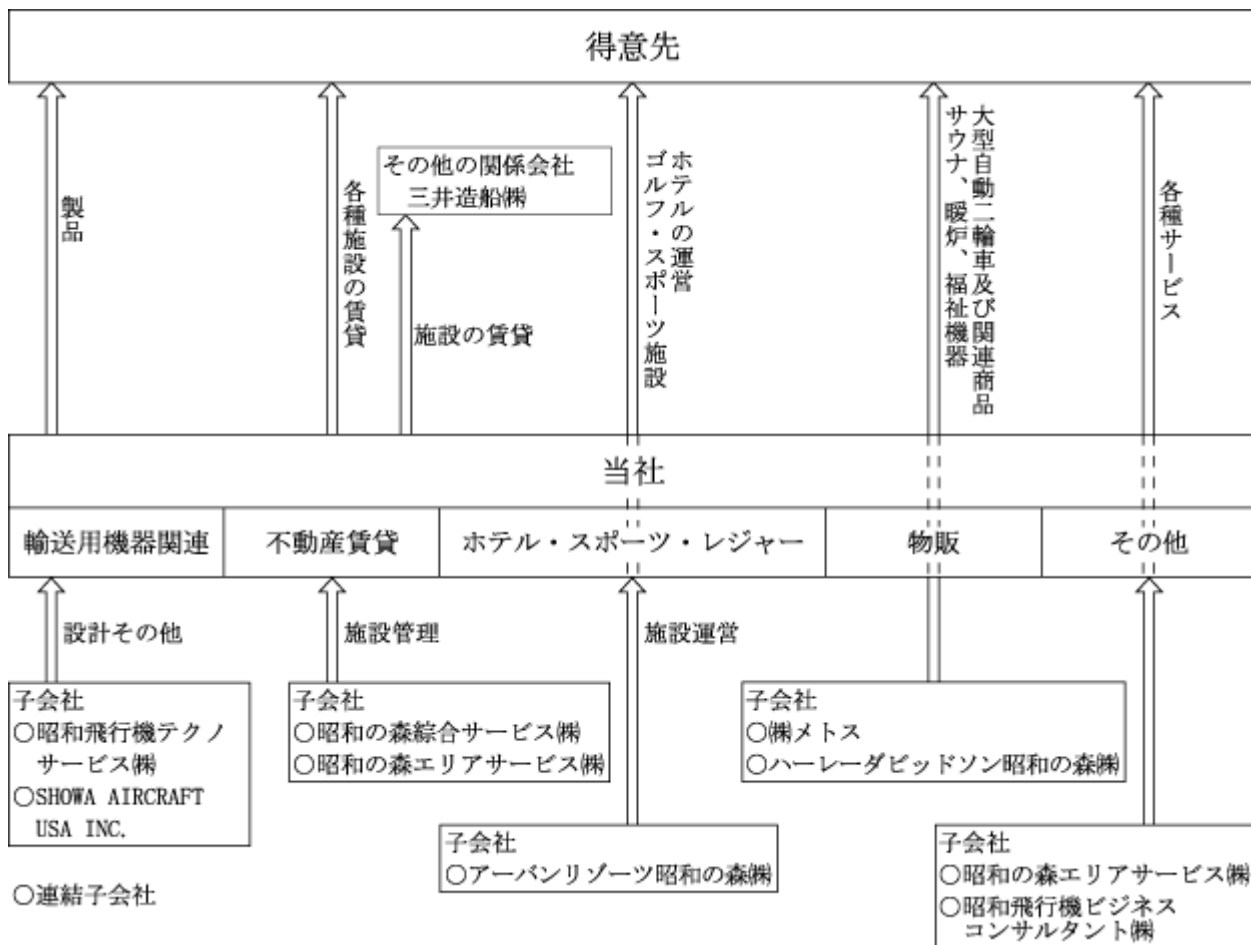 得意先
製品
各種施設の賃貸
その他の関係会社
三井造船㈱
施設の賃貸
ホテルの運営
ゴルフ・スポーツ施設
大型自動二輪車及び関連商品
サウナ、暖炉、福祉機器
各種サービス
当社
輸送用機器関連
不動産賃貸
ホテル・スポーツ・レジャー
物販
その他
設計その他
施設管理
施設運営
子会社
○昭和飛行機テクノ
サービス㈱
○SHOWA AIRCRAFT
USA INC.
子会社
○昭和の森綜合サービス㈱
○昭和の森エリアサービス㈱
子会社
○アーバンリゾーツ昭和の森㈱
子会社
○㈱メトス
○ハーレーダビッドソン昭和の森㈱
子会社
○昭和の森エリアサービス㈱
○昭和飛行機ビジネス
コンサルタント㈱
○連結子会社